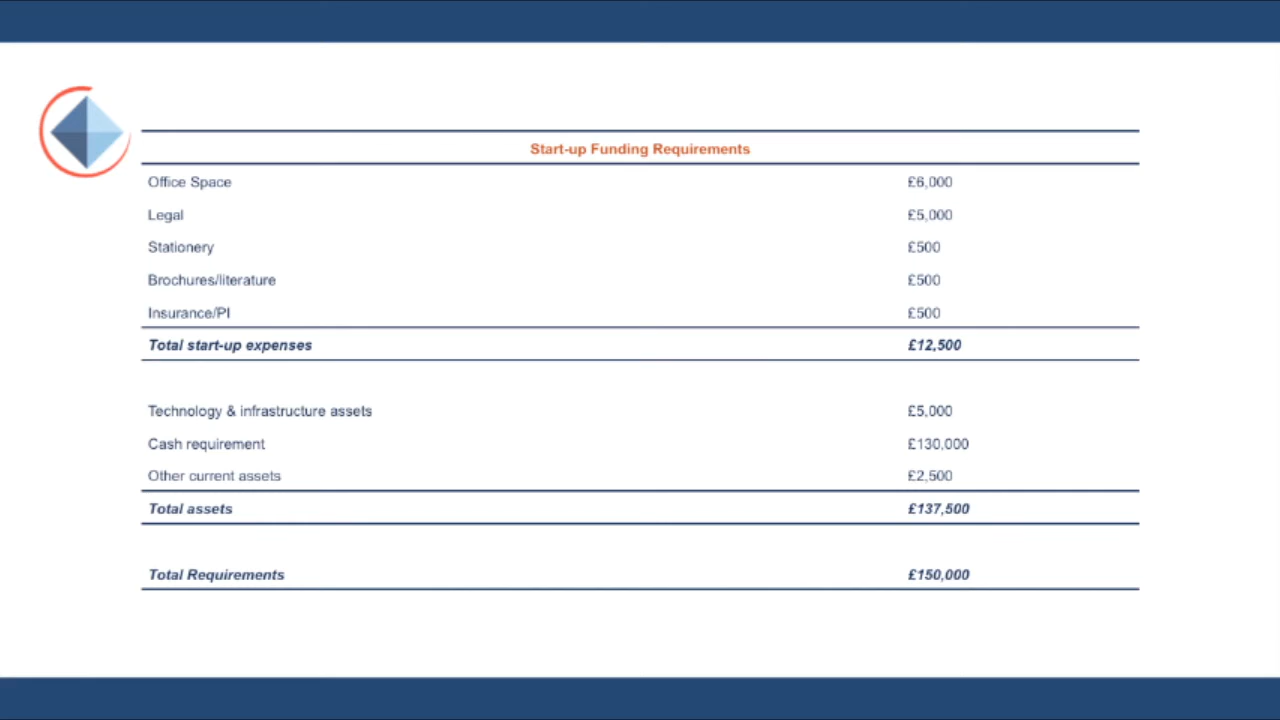 Start-up Funding Requirements
Office Space £6,000
Legal £5,000
Stationery £500
Brochures/literature £500
Insurance/PI £500
Total start-up expenses £12,500
Technology & infrastructure assets £5,000
Cash requirement £130,000
Other current assets £2,500
Total assets £137,500
Total Requirements £150,000